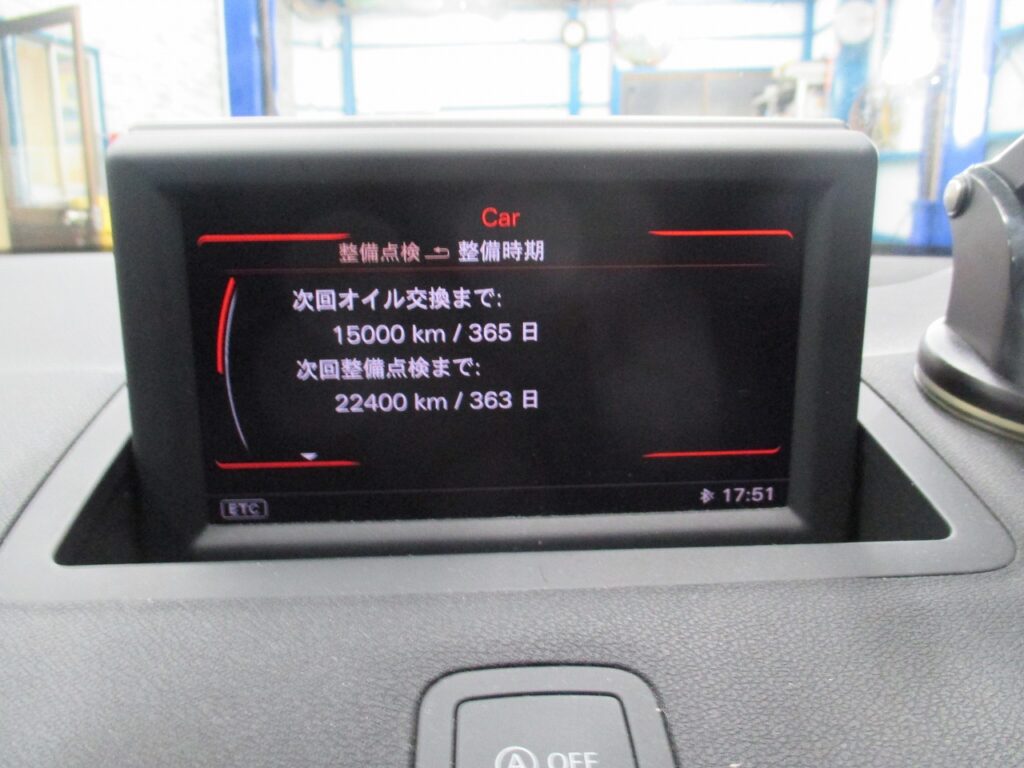 Car
整備点検 整備時期
次回オイル交換まで:
15000 km / 365 日
次回整備点検まで:
22400 km / 363 日
ETC 17:51
A OFF